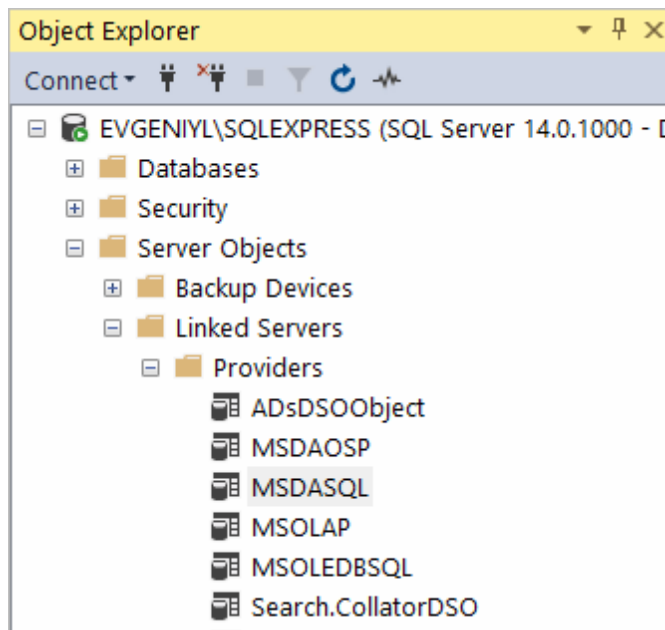 Object Explorer
Connect
EVGENIYL\SQLEXPRESS (SQL Server 14.0.1000 -
Databases
Security
Server Objects
Backup Devices
Linked Servers
Providers
ADsDSOObject
MSDAOSP
MSDASQL
MSOLAP
MSOLEDBSQL
Search.CollatorDSO